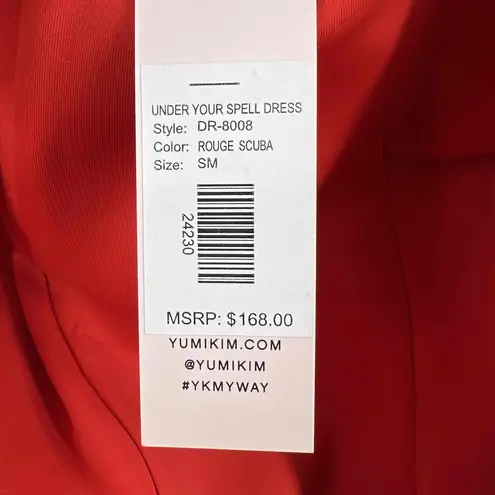 UNDER YOUR SPELL DRESS
Style: DR-8008
Color: ROUGE SCUBA
Size: SM
24230
MSRP: $168.00
YUMIKIM.COM
@YUMIKIM
#YKMYWAY